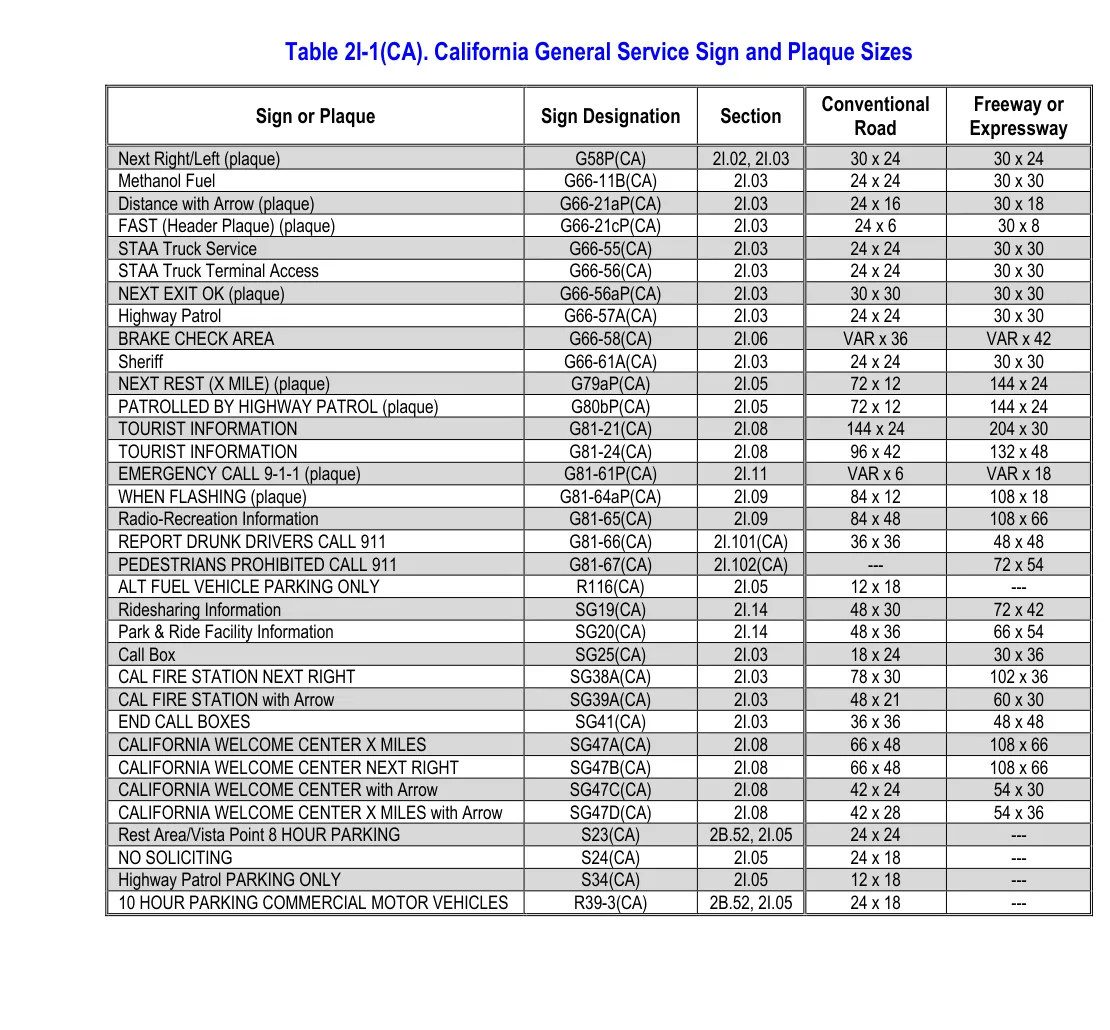 Table 2I-1(CA). California General Service Sign and Plaque Sizes
Sign or Plaque Sign Designation Section Conventional Road Freeway or Expressway
Next Right/Left (plaque) G58P(CA) 2I.02, 2I.03 30 x 24 30 x 24
Methanol Fuel G66-11B(CA) 2I.03 24 x 24 30 x 30
Distance with Arrow (plaque) G66-21aP(CA) 2I.03 24 x 16 30 x 18
FAST (Header Plaque) (plaque) G66-21cP(CA) 2I.03 24 x 6 30 x 8
STAA Truck Service G66-55(CA) 2I.03 24 x 24 30 x 30
STAA Truck Terminal Access G66-56(CA) 2I.03 24 x 24 30 x 30
NEXT EXIT OK (plaque) G66-56aP(CA) 2I.03 30 x 30 30 x 30
Highway Patrol G66-57A(CA) 2I.03 24 x 24 30 x 30
BRAKE CHECK AREA G66-58(CA) 2I.06 VAR x 36 VAR x 42
Sheriff G66-61A(CA) 2I.03 24 x 24 30 x 30
NEXT REST (X MILE) (plaque) G79aP(CA) 2I.05 72 x 12 144 x 24
PATROLLED BY HIGHWAY PATROL (plaque) G80bP(CA) 2I.05 72 x 12 144 x 24
TOURIST INFORMATION G81-21(CA) 2I.08 144 x 24 204 x 30
TOURIST INFORMATION G81-24(CA) 2I.08 96 x 42 132 x 48
EMERGENCY CALL 9-1-1 (plaque) G81-61P(CA) 2I.11 VAR x 6 VAR x 18
WHEN FLASHING (plaque) G81-64aP(CA) 2I.09 84 x 12 108 x 18
Radio-Recreation Information G81-65(CA) 2I.09 84 x 48 108 x 66
REPORT DRUNK DRIVERS CALL 911 G81-66(CA) 2I.101(CA) 36 x 36 48 x 48
PEDESTRIANS PROHIBITED CALL 911 G81-67(CA) 2I.102(CA) --- 72 x 54
ALT FUEL VEHICLE PARKING ONLY R116(CA) 2I.05 12 x 18 ---
Ridesharing Information SG19(CA) 2I.14 48 x 30 72 x 42
Park & Ride Facility Information SG20(CA) 2I.14 48 x 36 66 x 54
Call Box SG25(CA) 2I.03 18 x 24 30 x 36
CAL FIRE STATION NEXT RIGHT SG38A(CA) 2I.03 78 x 30 102 x 36
CAL FIRE STATION with Arrow SG39A(CA) 2I.03 48 x 21 60 x 30
END CALL BOXES SG41(CA) 2I.03 36 x 36 48 x 48
CALIFORNIA WELCOME CENTER X MILES SG47A(CA) 2I.08 66 x 48 108 x 66
CALIFORNIA WELCOME CENTER NEXT RIGHT SG47B(CA) 2I.08 66 x 48 108 x 66
CALIFORNIA WELCOME CENTER with Arrow SG47C(CA) 2I.08 42 x 24 54 x 30
CALIFORNIA WELCOME CENTER X MILES with Arrow SG47D(CA) 2I.08 42 x 28 54 x 36
Rest Area/Vista Point 8 HOUR PARKING S23(CA) 2B.52, 2I.05 24 x 24 ---
NO SOLICITING S24(CA) 2I.05 24 x 18 ---
Highway Patrol PARKING ONLY S34(CA) 2I.05 12 x 18 ---
10 HOUR PARKING COMMERCIAL MOTOR VEHICLES R39-3(CA) 2B.52, 2I.05 24 x 18 ---